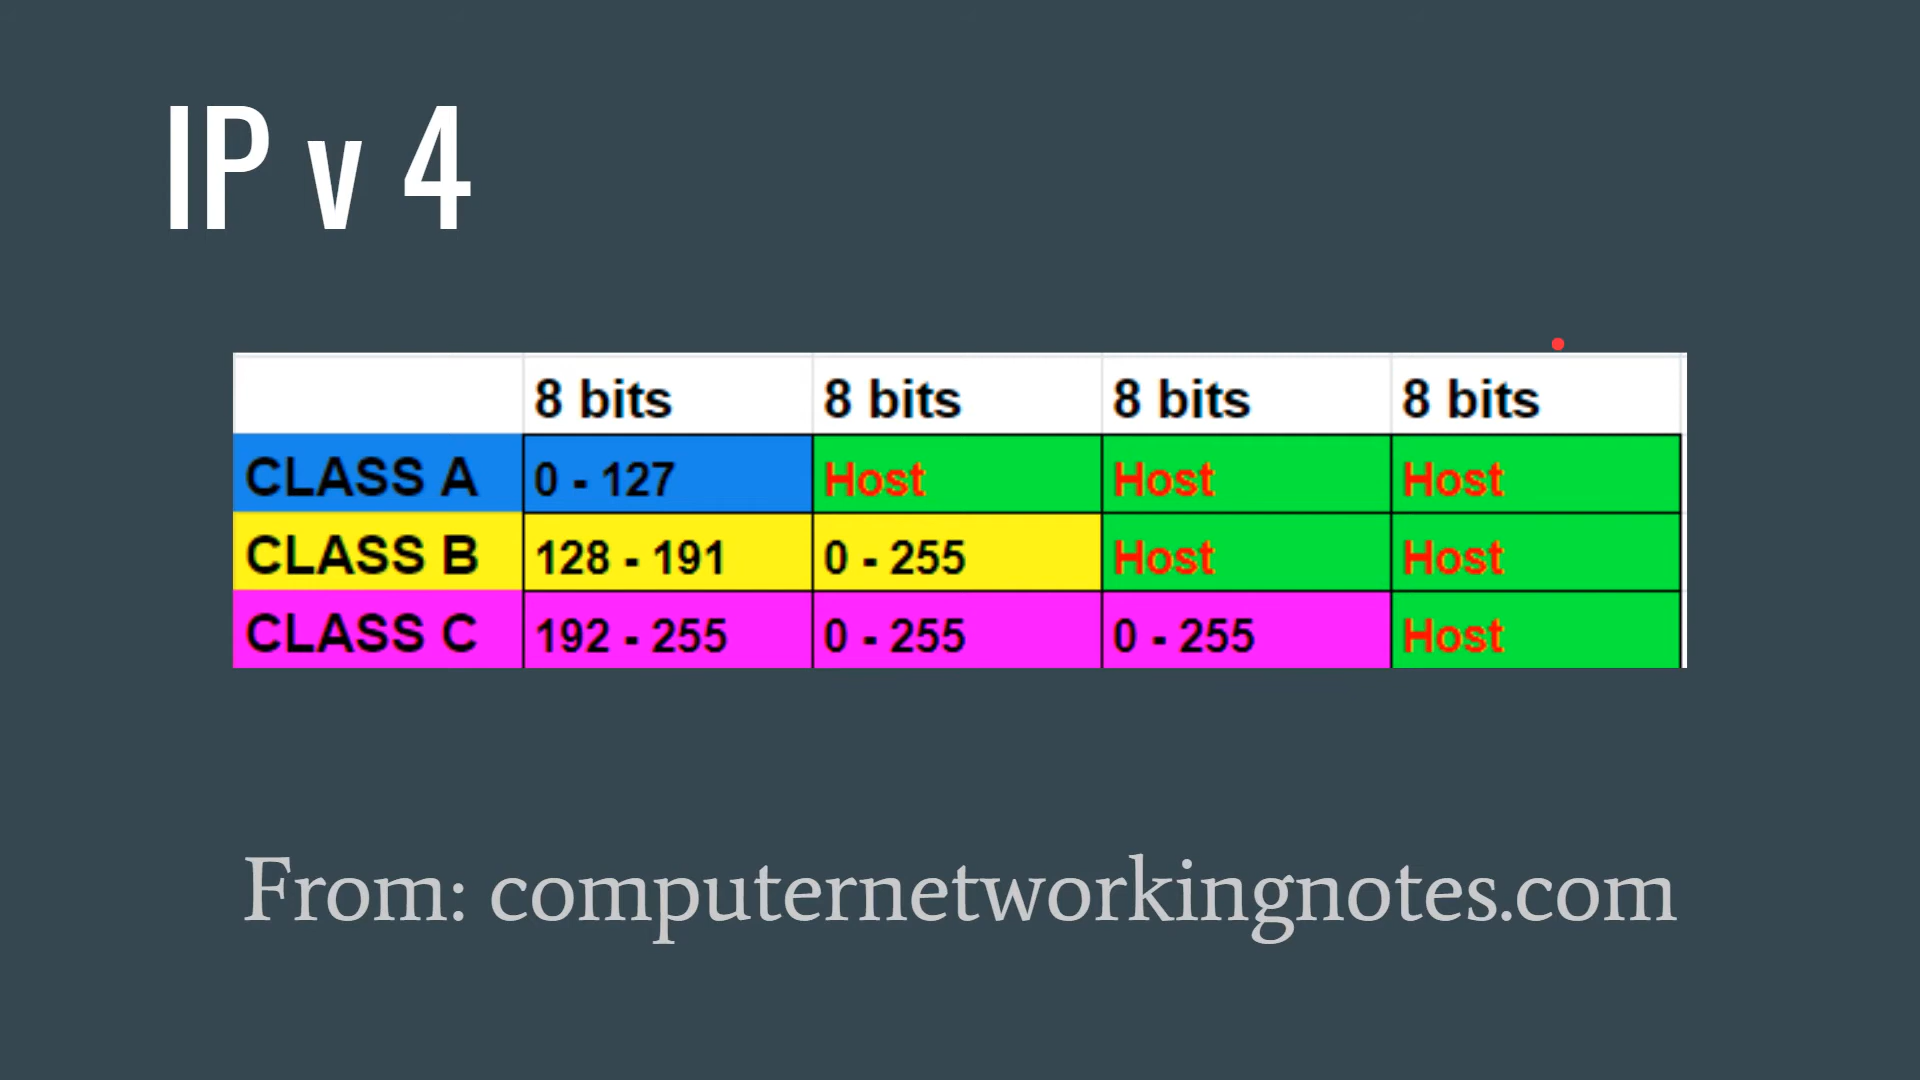 IP v 4
8 bits 8 bits 8 bits 8 bits
CLASS A 0 - 127 Host Host Host
CLASS B 128 - 191 0 - 255 Host Host
CLASS C 192 - 255 0 - 255 0 - 255 Host
From: computernetworkingnotes.com